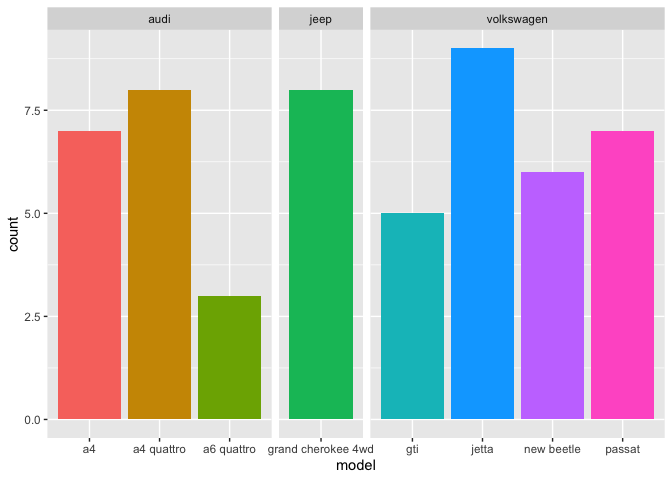 audi jeep volkswagen
7.5
5.0
2.5
0.0
count
a4 a4 quattro a6 quattro grand cherokee 4wd gti jetta new beetle passat
model